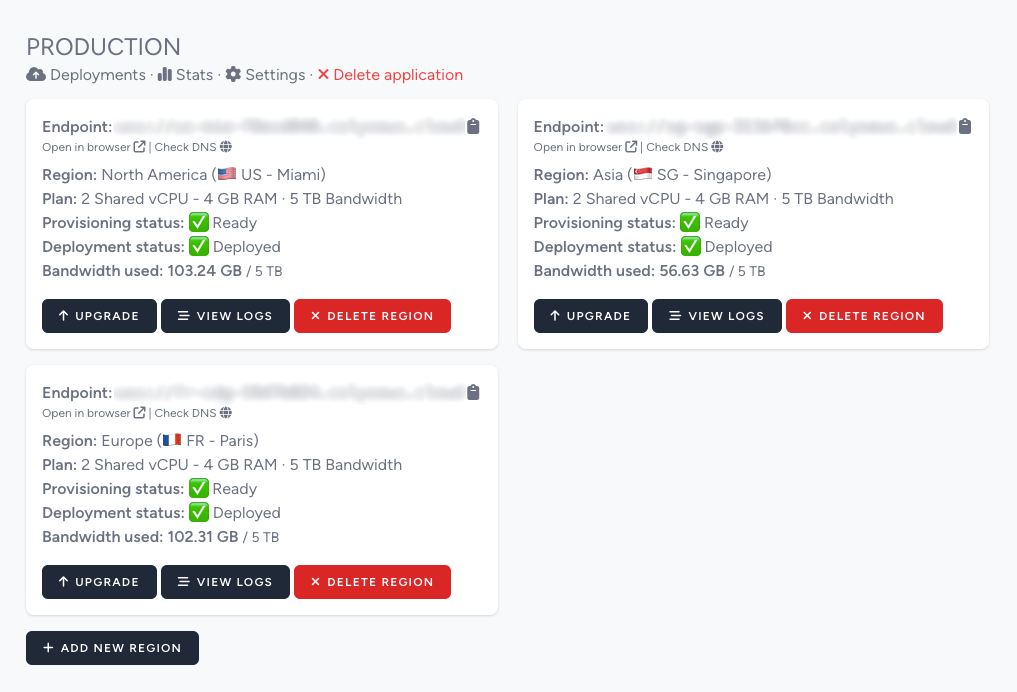 PRODUCTION
Deployments · Stats · Settings · Delete application
Endpoint:
Open in browser | Check DNS
Region: North America (🇺🇸 US - Miami)
Plan: 2 Shared vCPU - 4 GB RAM · 5 TB Bandwidth
Provisioning status: ✅ Ready
Deployment status: ✅ Deployed
Bandwidth used: 103.24 GB / 5 TB
UPGRADE VIEW LOGS DELETE REGION
Endpoint:
Open in browser | Check DNS
Region: Asia (🇸🇬 SG - Singapore)
Plan: 2 Shared vCPU - 4 GB RAM · 5 TB Bandwidth
Provisioning status: ✅ Ready
Deployment status: ✅ Deployed
Bandwidth used: 56.63 GB / 5 TB
UPGRADE VIEW LOGS DELETE REGION
Endpoint:
Open in browser | Check DNS
Region: Europe (🇫🇷 FR - Paris)
Plan: 2 Shared vCPU - 4 GB RAM · 5 TB Bandwidth
Provisioning status: ✅ Ready
Deployment status: ✅ Deployed
Bandwidth used: 102.31 GB / 5 TB
UPGRADE VIEW LOGS DELETE REGION
+ ADD NEW REGION